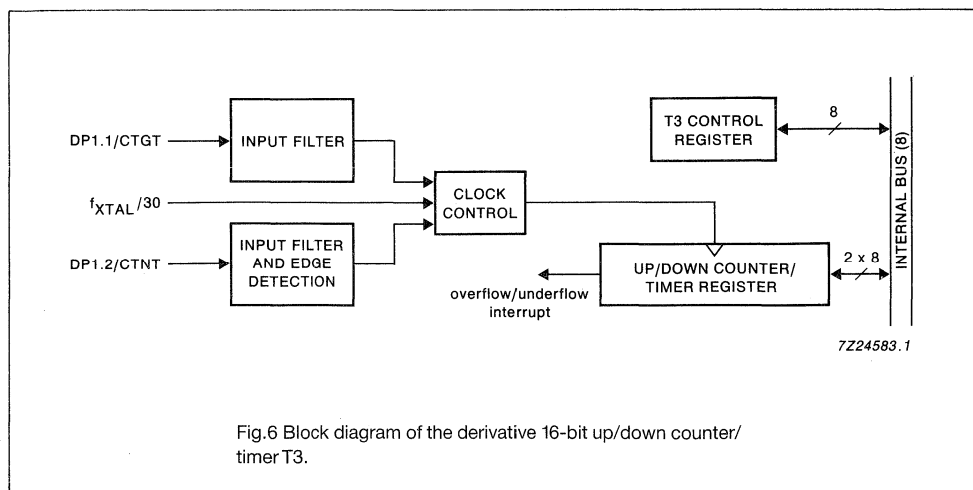 DP1.1/CTGT
INPUT FILTER
fXTAL/30
DP1.2/CTNT
INPUT FILTER
AND EDGE
DETECTION
CLOCK
CONTROL
T3 CONTROL
REGISTER
8
overflow/underflow
interrupt
UP/DOWN COUNTER/
TIMER REGISTER
2 x 8
INTERNAL BUS (8)
7Z24583.1
Fig.6 Block diagram of the derivative 16-bit up/down counter/
timer T3.